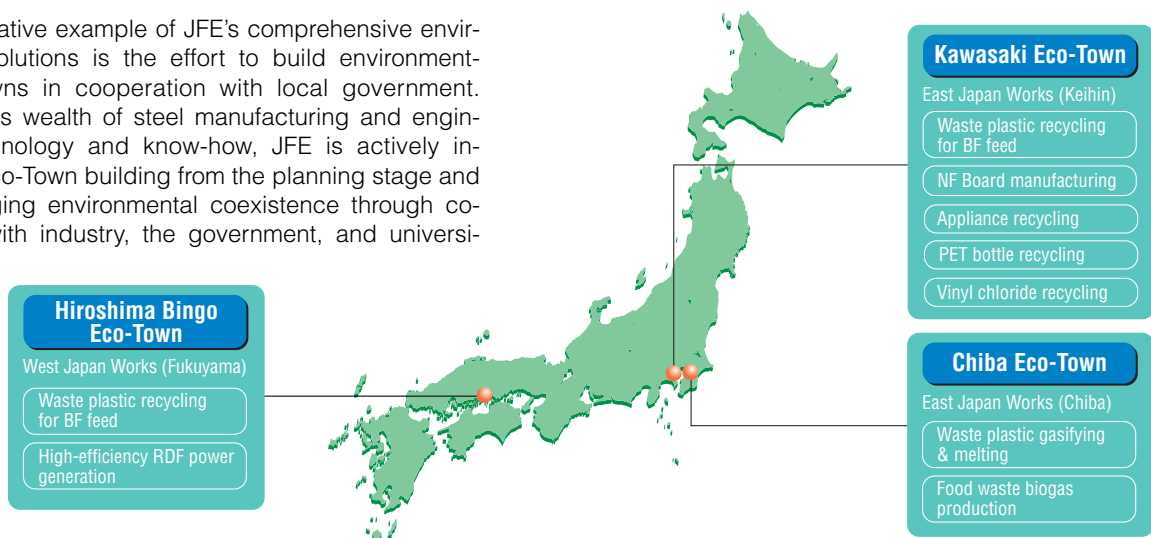 ative example of JFE's comprehensive envir-
olutions is the effort to build environment-
wns in cooperation with local government.
s wealth of steel manufacturing and engin-
nology and know-how, JFE is actively in-
co-Town building from the planning stage and
ging environmental coexistence through co-
with industry, the government, and universi-
Kawasaki Eco-Town
East Japan Works (Keihin)
Waste plastic recycling
for BF feed
NF Board manufacturing
Appliance recycling
PET bottle recycling
Vinyl chloride recycling
Hiroshima Bingo
Eco-Town
West Japan Works (Fukuyama)
Waste plastic recycling
for BF feed
High-efficiency RDF power
generation
Chiba Eco-Town
East Japan Works (Chiba)
Waste plastic gasifying
& melting
Food waste biogas
production